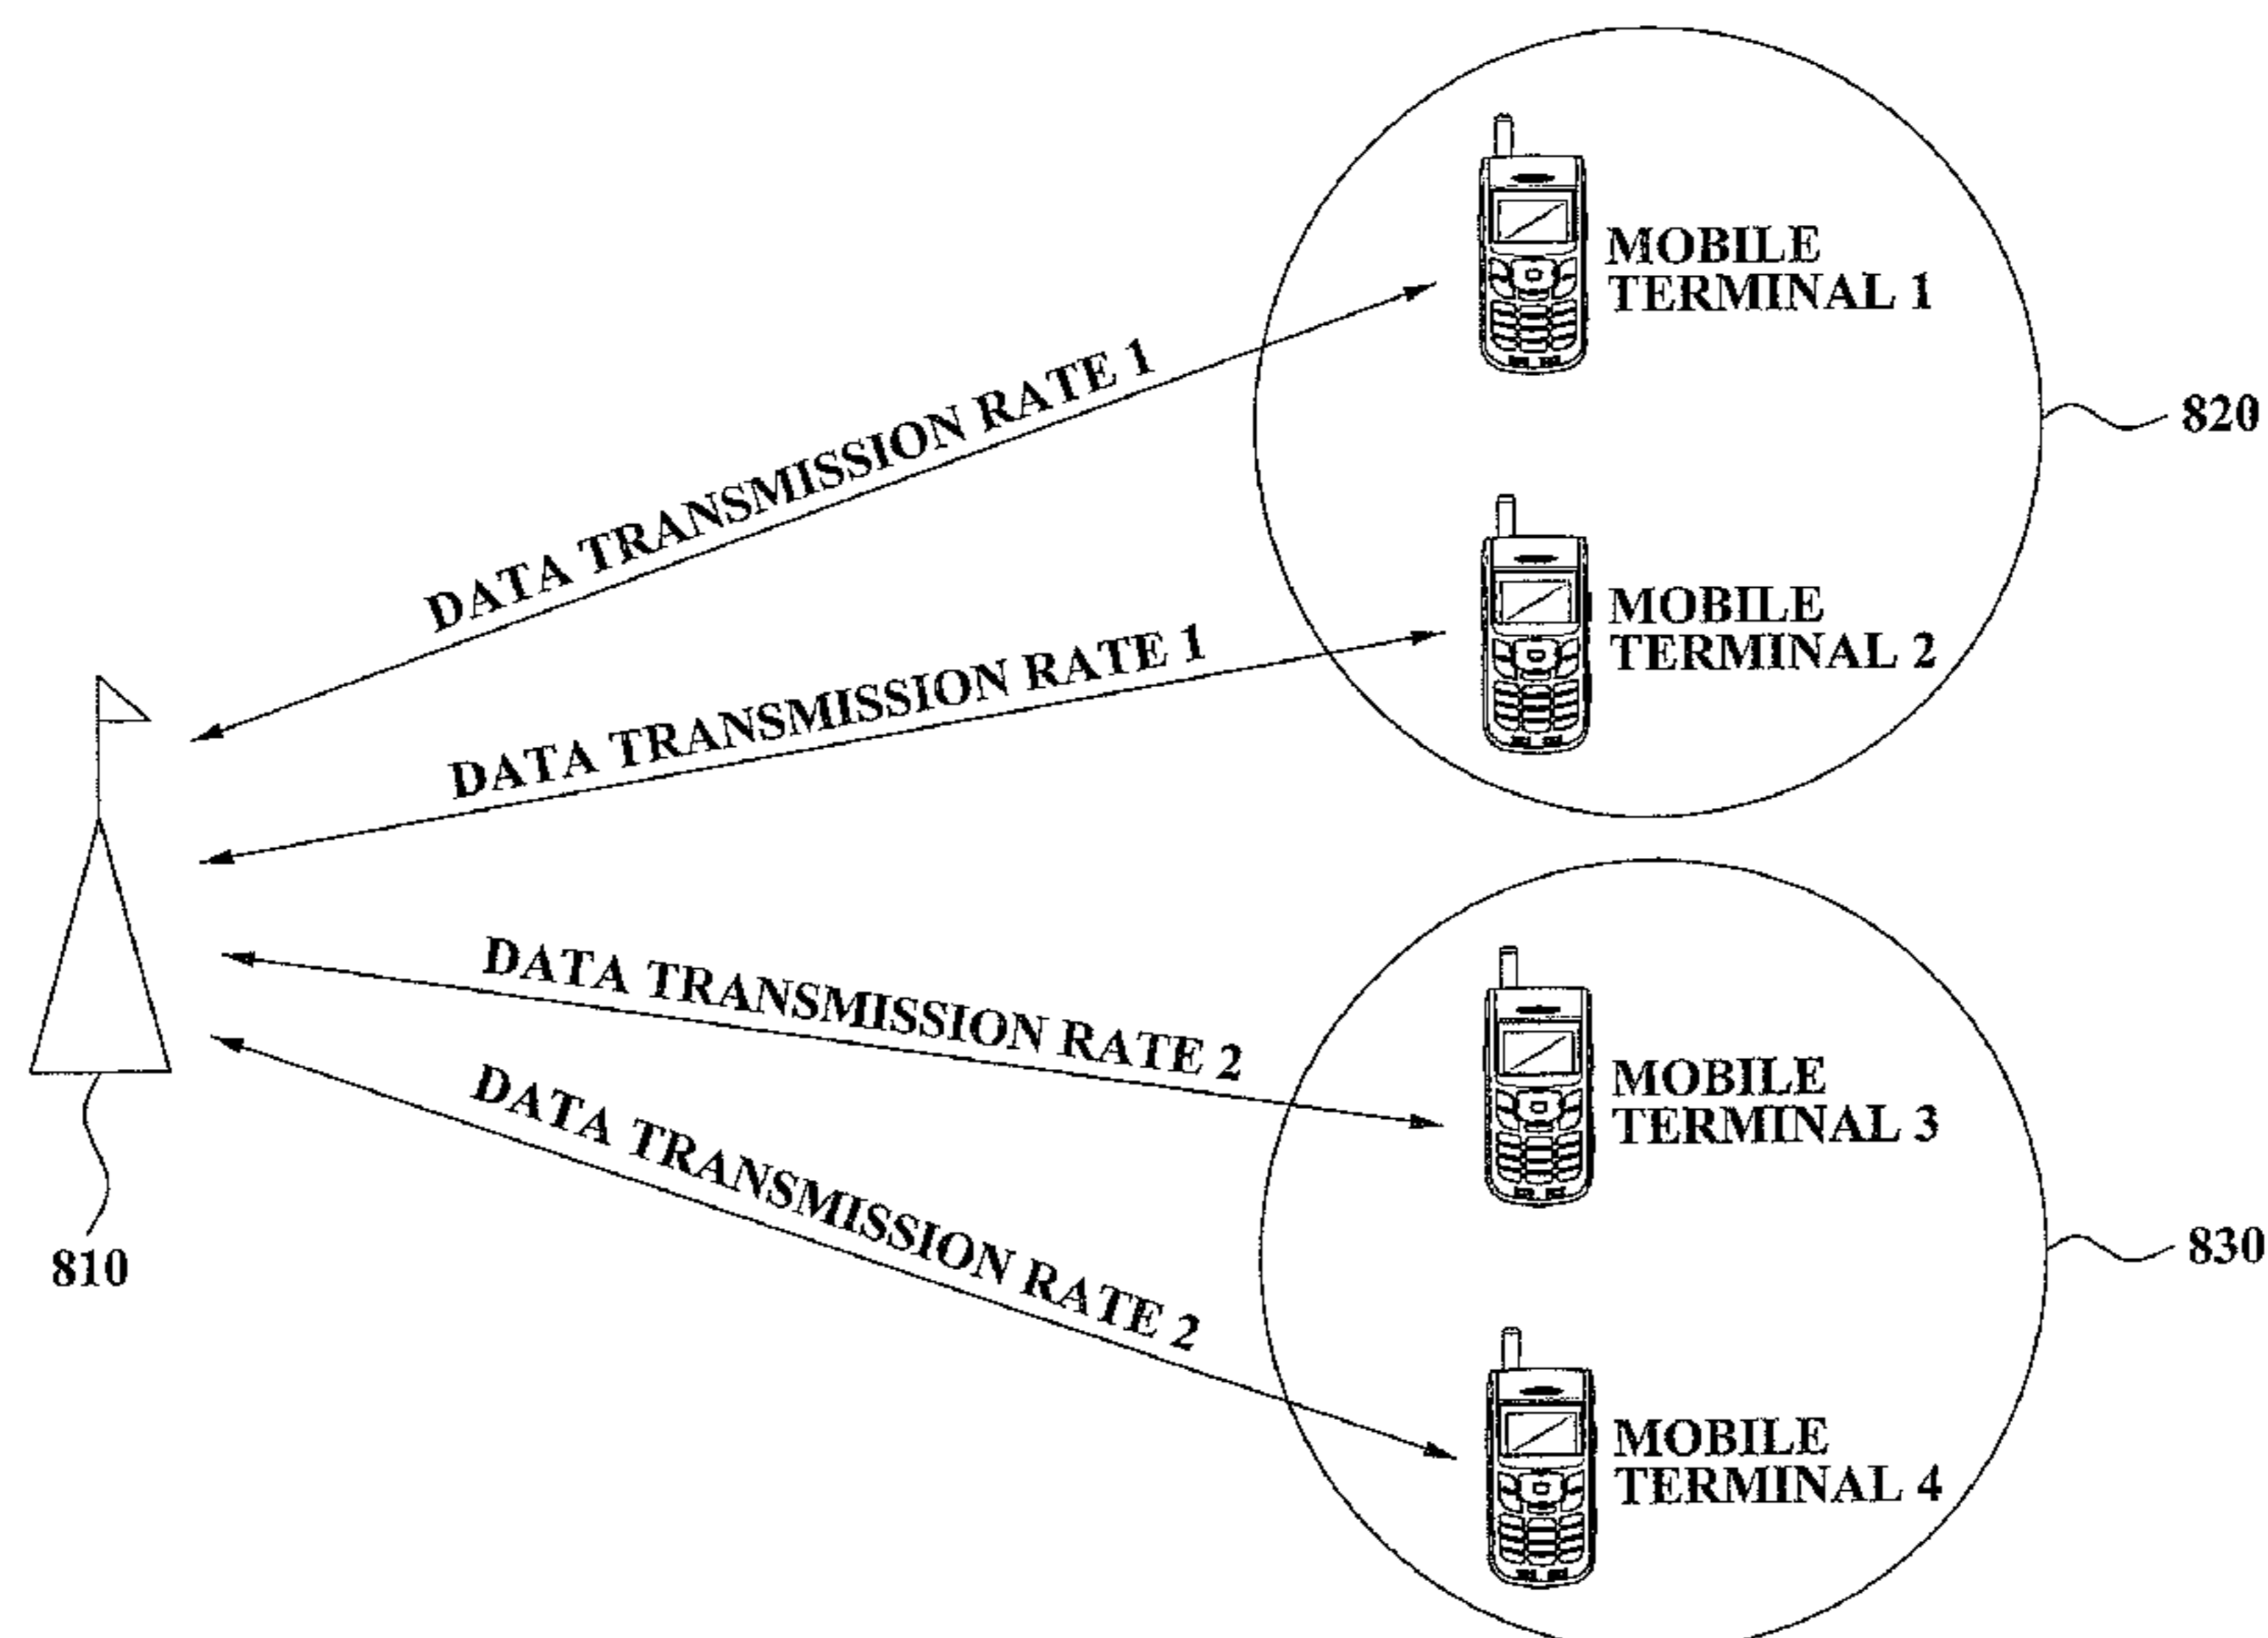 MOBILE
TERMINAL 1
DATA TRANSMISSION RATE 1
820
MOBILE
TERMINAL 2
DATA TRANSMISSION RATE 1
DATA TRANSMISSION RATE 2
MOBILE
TERMINAL 3
DATA TRANSMISSION RATE 2
810
830
MOBILE
TERMINAL 4